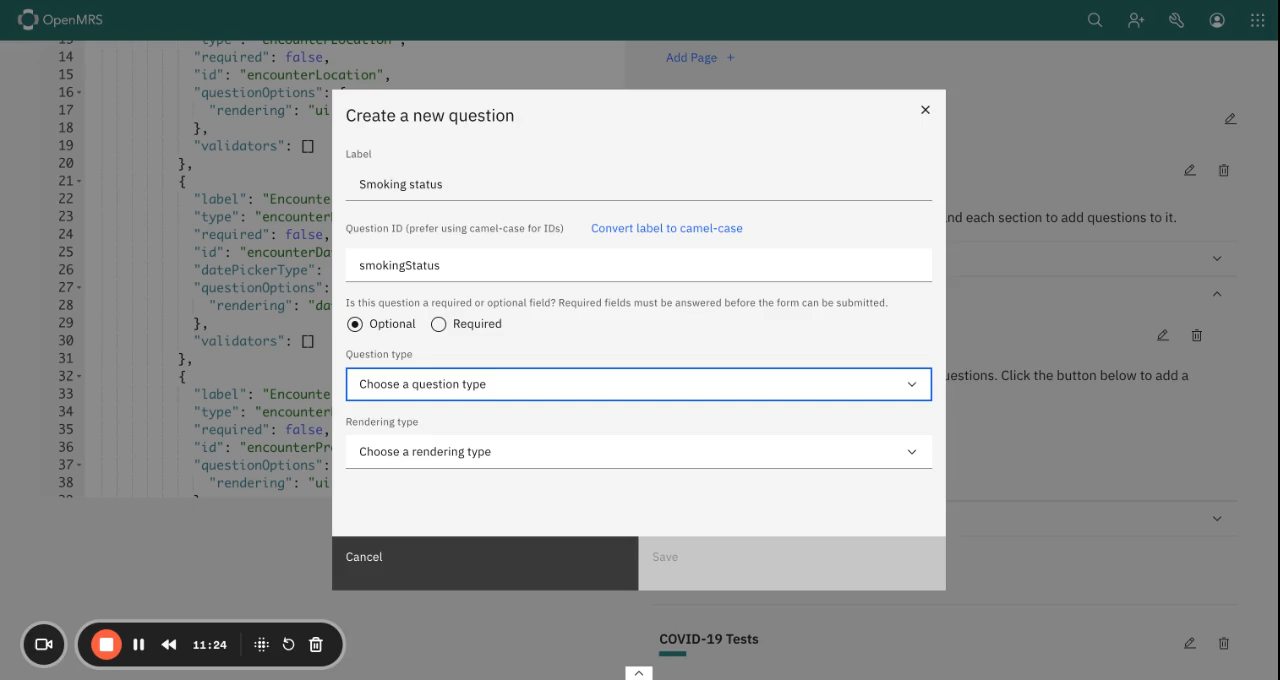 OpenMRS
13 "type": "encounterLocation",
14 "required": false,
15 "id": "encounterLocation",
16 "questionOptions": {
17 "rendering": "ui
18 },
19 "validators": []
20 },
21 {
22 "label": "Encounte
23 "type": "encounter
24 "required": false,
25 "id": "encounterDa
26 "datePickerType":
27 "questionOptions":
28 "rendering": "da
29 },
30 "validators": []
31 },
32 {
33 "label": "Encounte
34 "type": "encounter
35 "required": false,
36 "id": "encounterPr
37 "questionOptions":
38 "rendering": "ui
39
Add Page +
nd each section to add questions to it.
uestions. Click the button below to add a
COVID-19 Tests
Create a new question
Label
Smoking status
Question ID (prefer using camel-case for IDs) Convert label to camel-case
smokingStatus
Is this question a required or optional field? Required fields must be answered before the form can be submitted.
Optional Required
Question type
Choose a question type
Rendering type
Choose a rendering type
Cancel Save
11:24